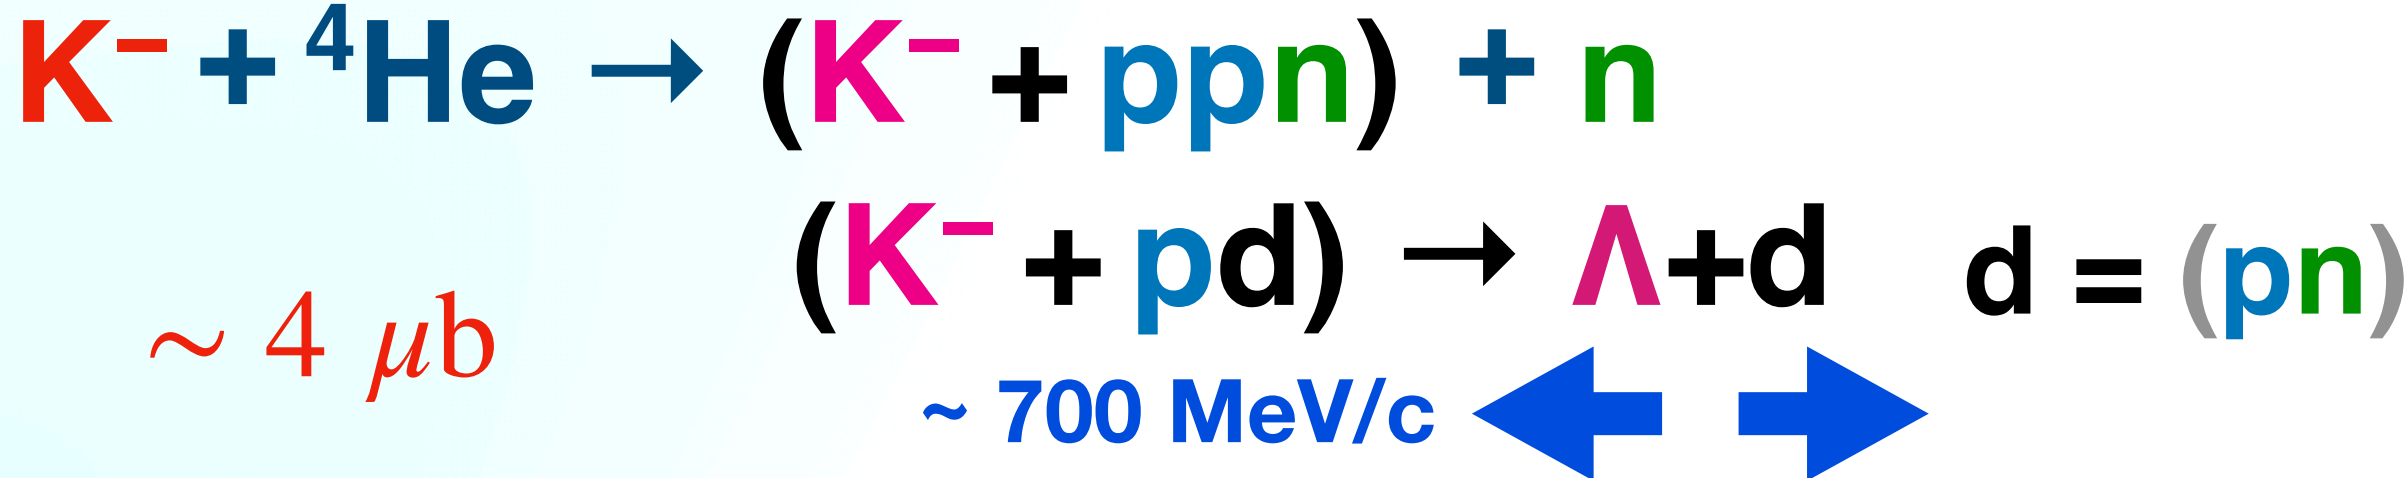 K⁻ + ⁴He → (K⁻ + ppn) + n
(K⁻ + pd) → Λ+d d = (pn)
~ 4 μb
~ 700 MeV/c